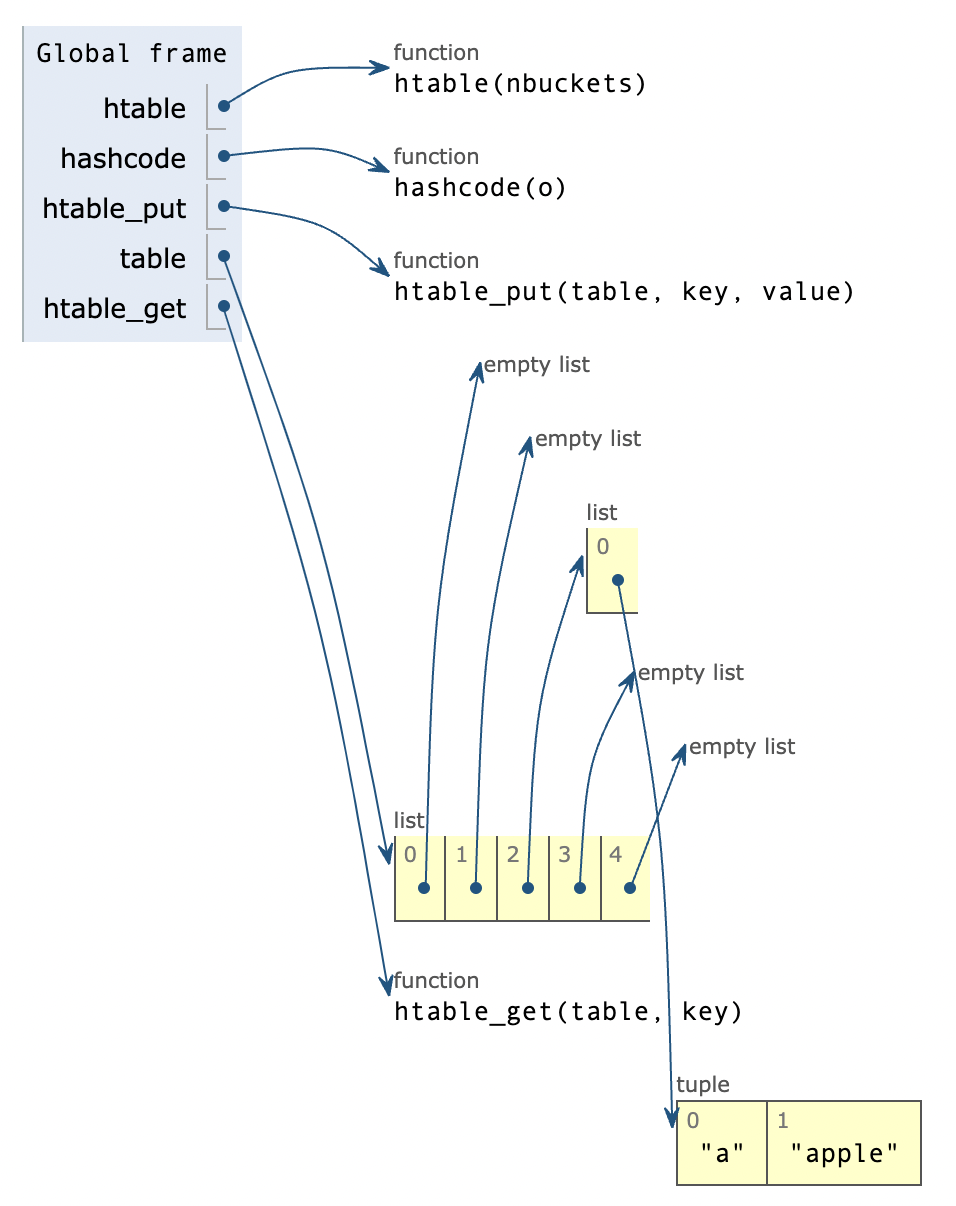 Global frame
htable
hashcode
htable_put
table
htable_get
function
htable(nbuckets)
function
hashcode(o)
function
htable_put(table, key, value)
empty list
empty list
list
0
empty list
empty list
list
0 1 2 3 4
function
htable_get(table, key)
tuple
0 1
"a" "apple"